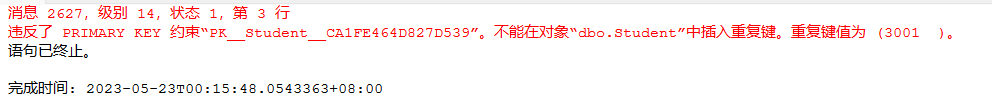 消息 2627，级别 14，状态 1，第 3 行
违反了 PRIMARY KEY 约束“PK__Student__CA1FE464D827D539”。不能在对象“dbo.Student”中插入重复键。重复键值为 (3001  )。
语句已终止。
完成时间：2023-05-23T00:15:48.0543363+08:00